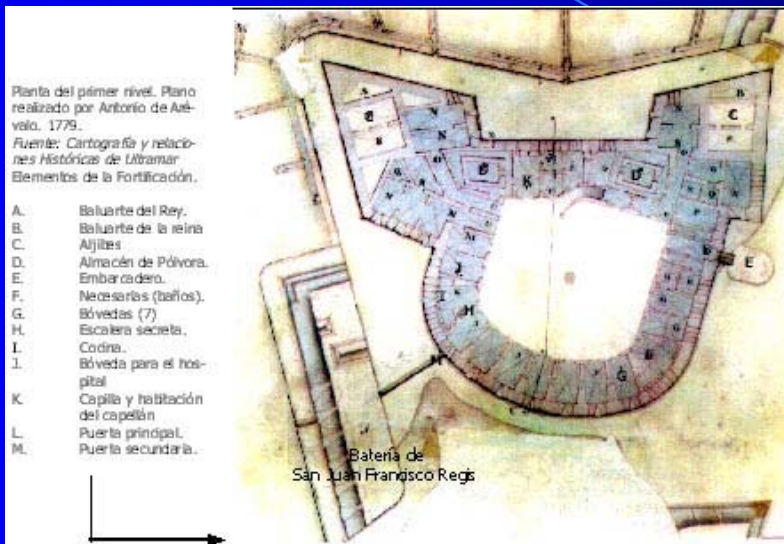 Planta del primer nivel. Plano
realizado por Antonio de Aré-
valo. 1779.
Fuente: Cartografía y relacio-
nes Históricas de Ultramar
Elementos de la Fortificación.
A. Baluarte del Rey.
B. Baluarte de la reina
C. Aljibes
D. Almacén de Pólvora.
E. Embarcadero.
F. Necesarias (baños).
G. Bóvedas (7)
H. Escalera secreta.
I. Cocina.
J. Bóveda para el hos-
pital
K Capilla y habitación
del capellán
L. Puerta principal.
M. Puerta secundaria.
A
B
C
D
K
D
E
J
I
H
M
G
Batería de
San Juan Francisco Regis